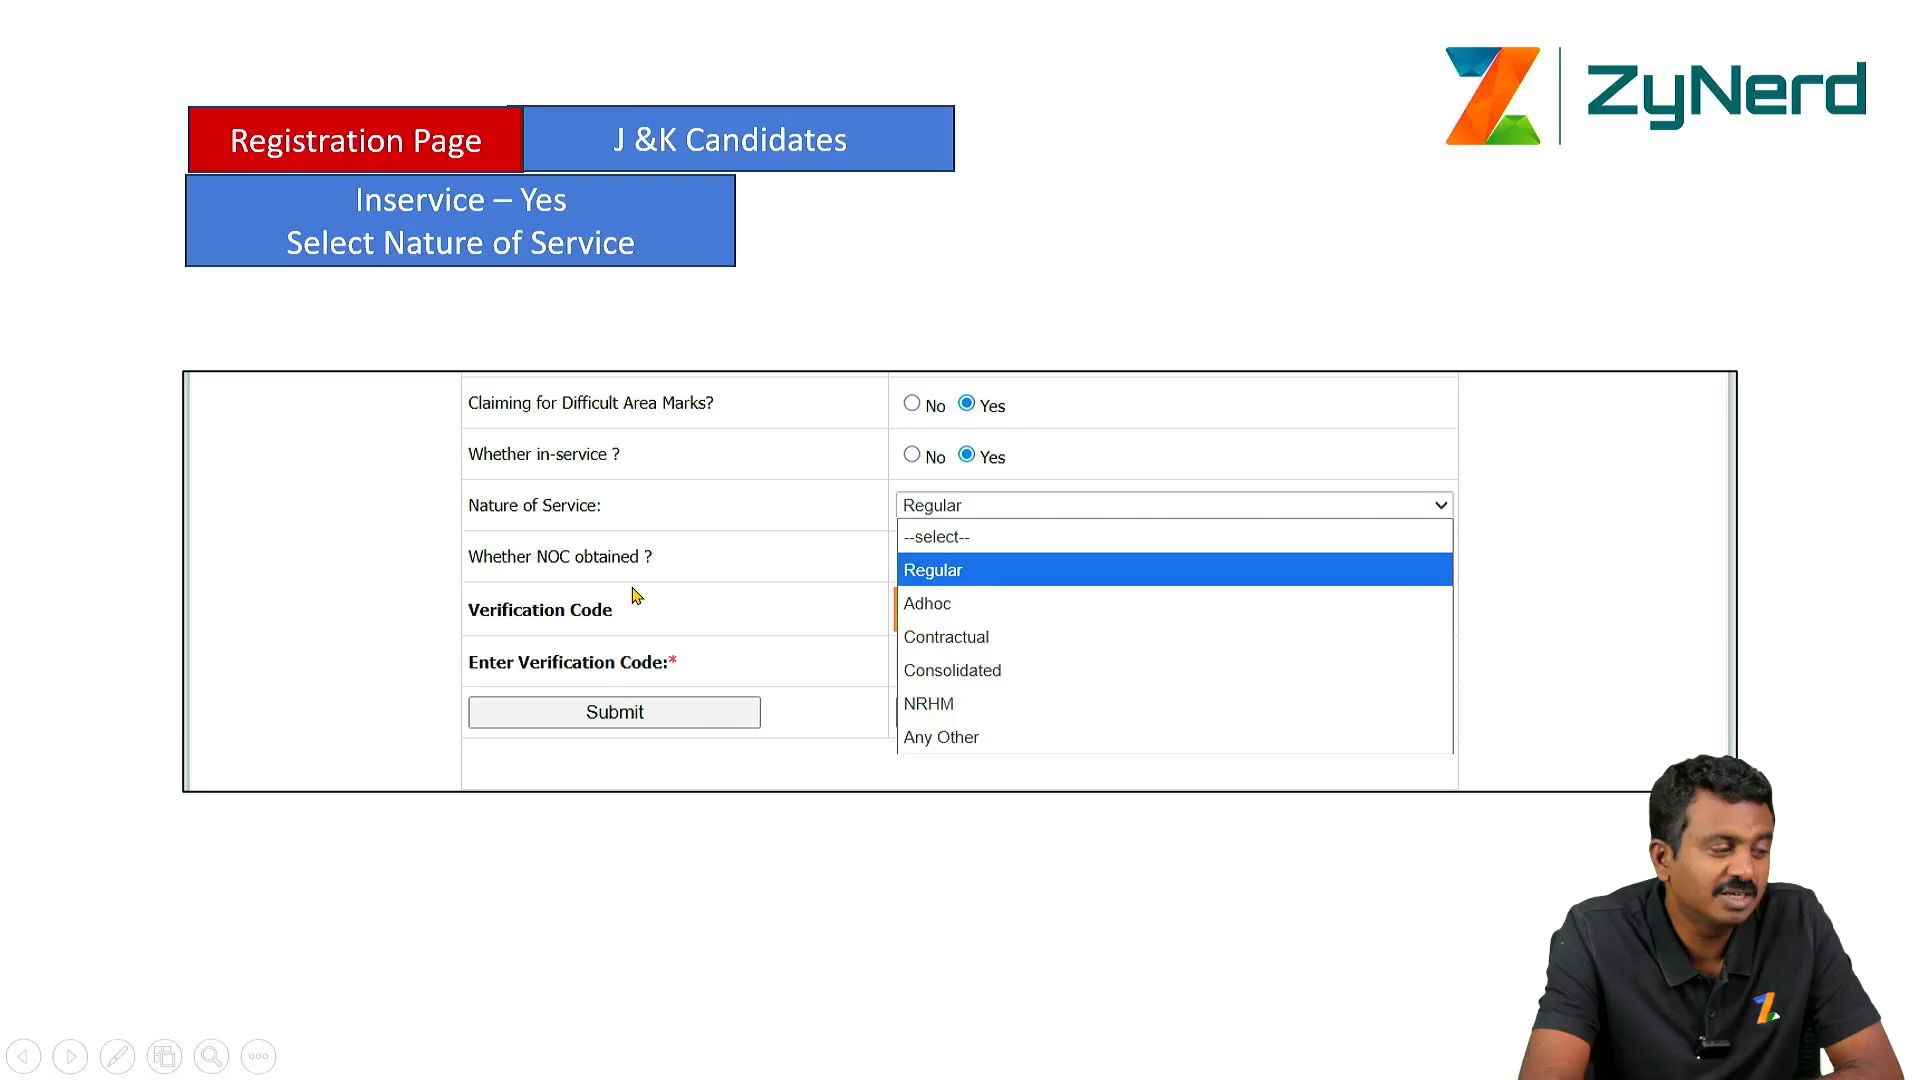 ZyNerd
Registration Page
J &K Candidates
Inservice – Yes
Select Nature of Service
Claiming for Difficult Area Marks?
No Yes
Whether in-service ?
No Yes
Nature of Service:
Regular
--select--
Regular
Adhoc
Contractual
Consolidated
NRHM
Any Other
Whether NOC obtained ?
Verification Code
Enter Verification Code:*
Submit